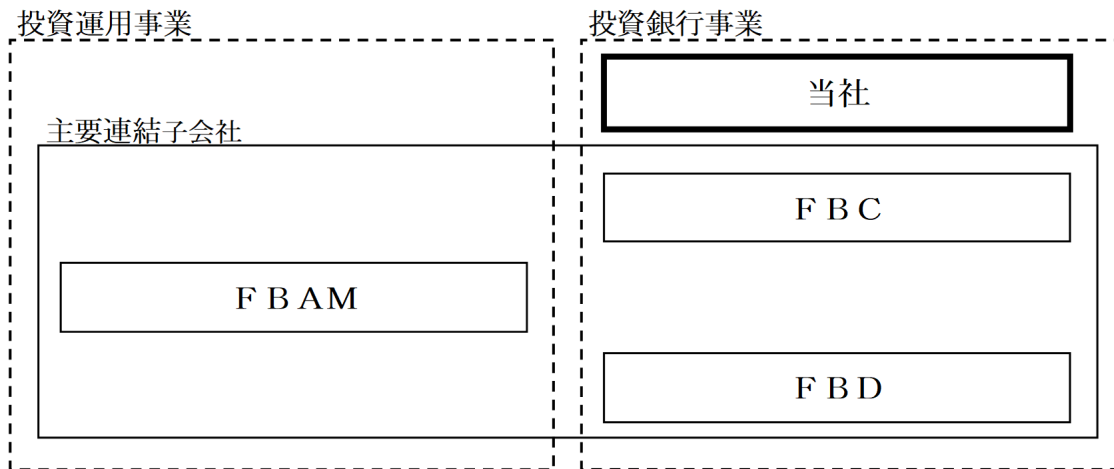 投資運用事業
投資銀行事業
当社
主要連結子会社
ＦＢＣ
ＦＢＡＭ
ＦＢＤ